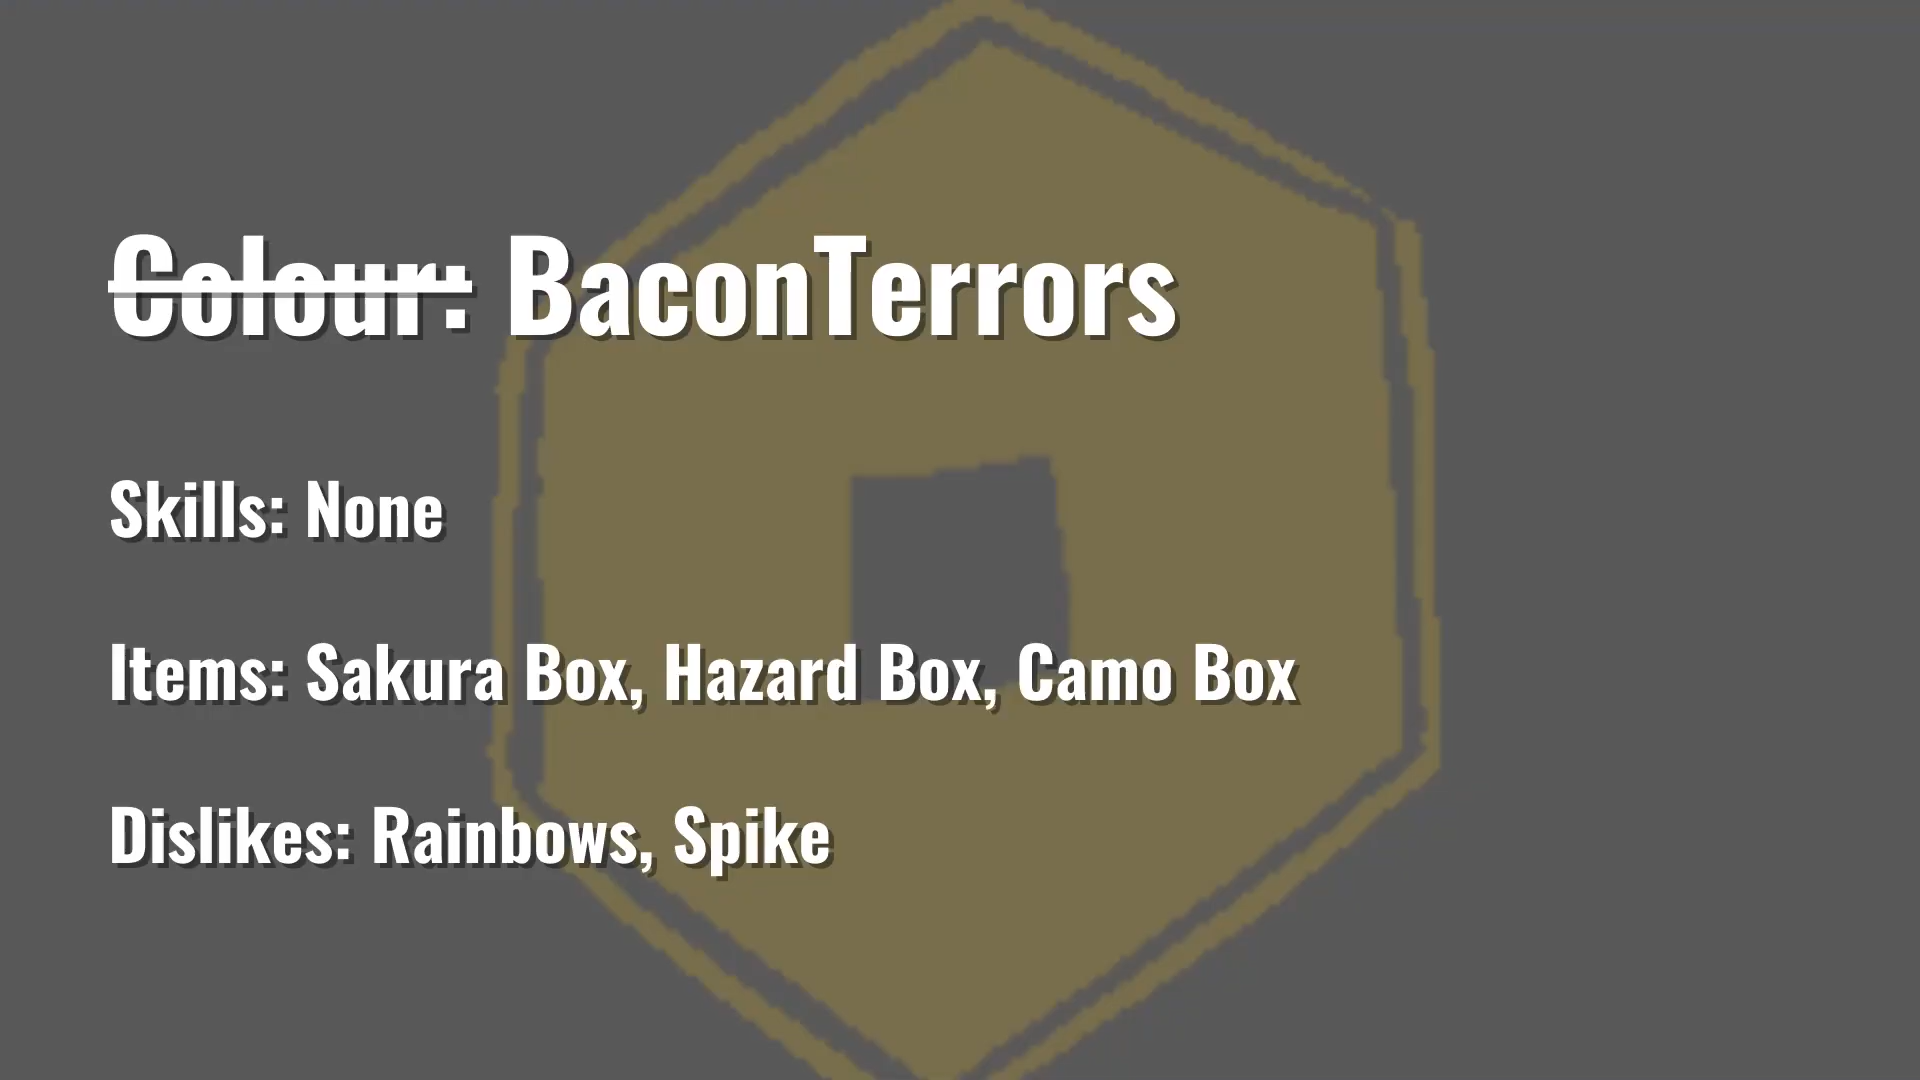 Colour: BaconTerrors
Skills: None
Items: Sakura Box, Hazard Box, Camo Box
Dislikes: Rainbows, Spike